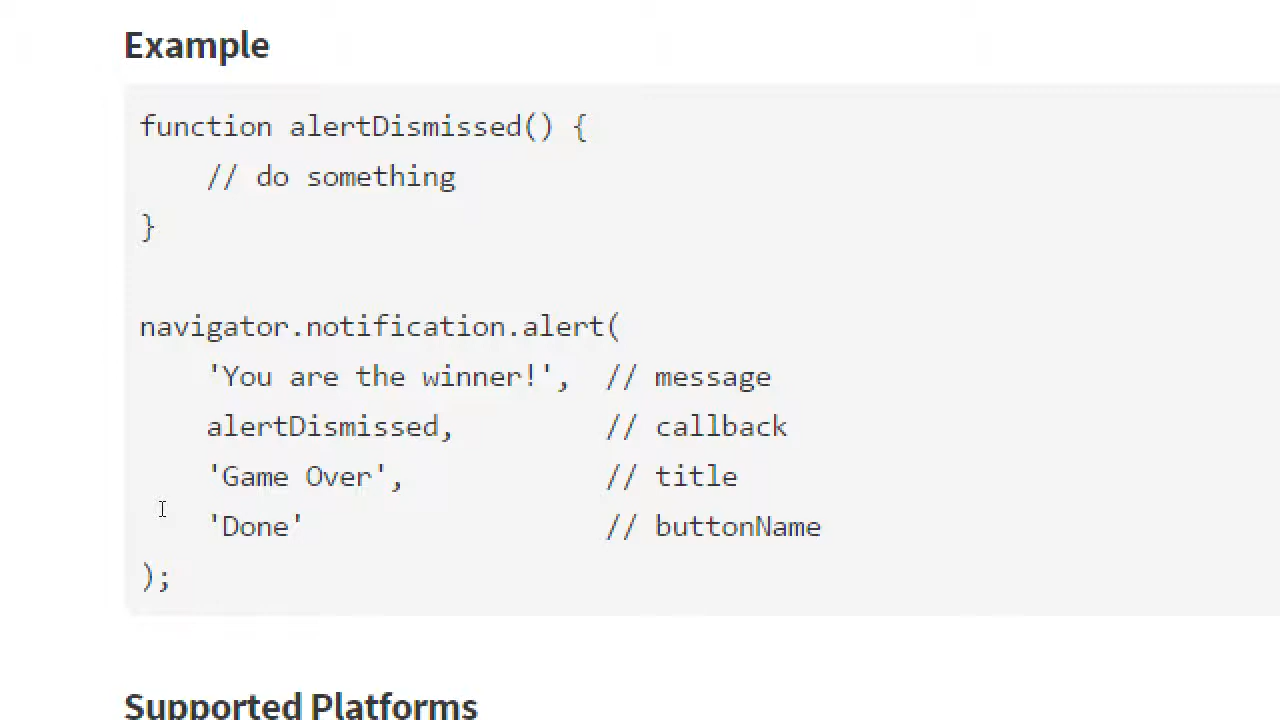 Example
function alertDismissed() {
    // do something
}
navigator.notification.alert(
    'You are the winner!',  // message
    alertDismissed,         // callback
    'Game Over',            // title
    'Done'                  // buttonName
);
Supported Platforms